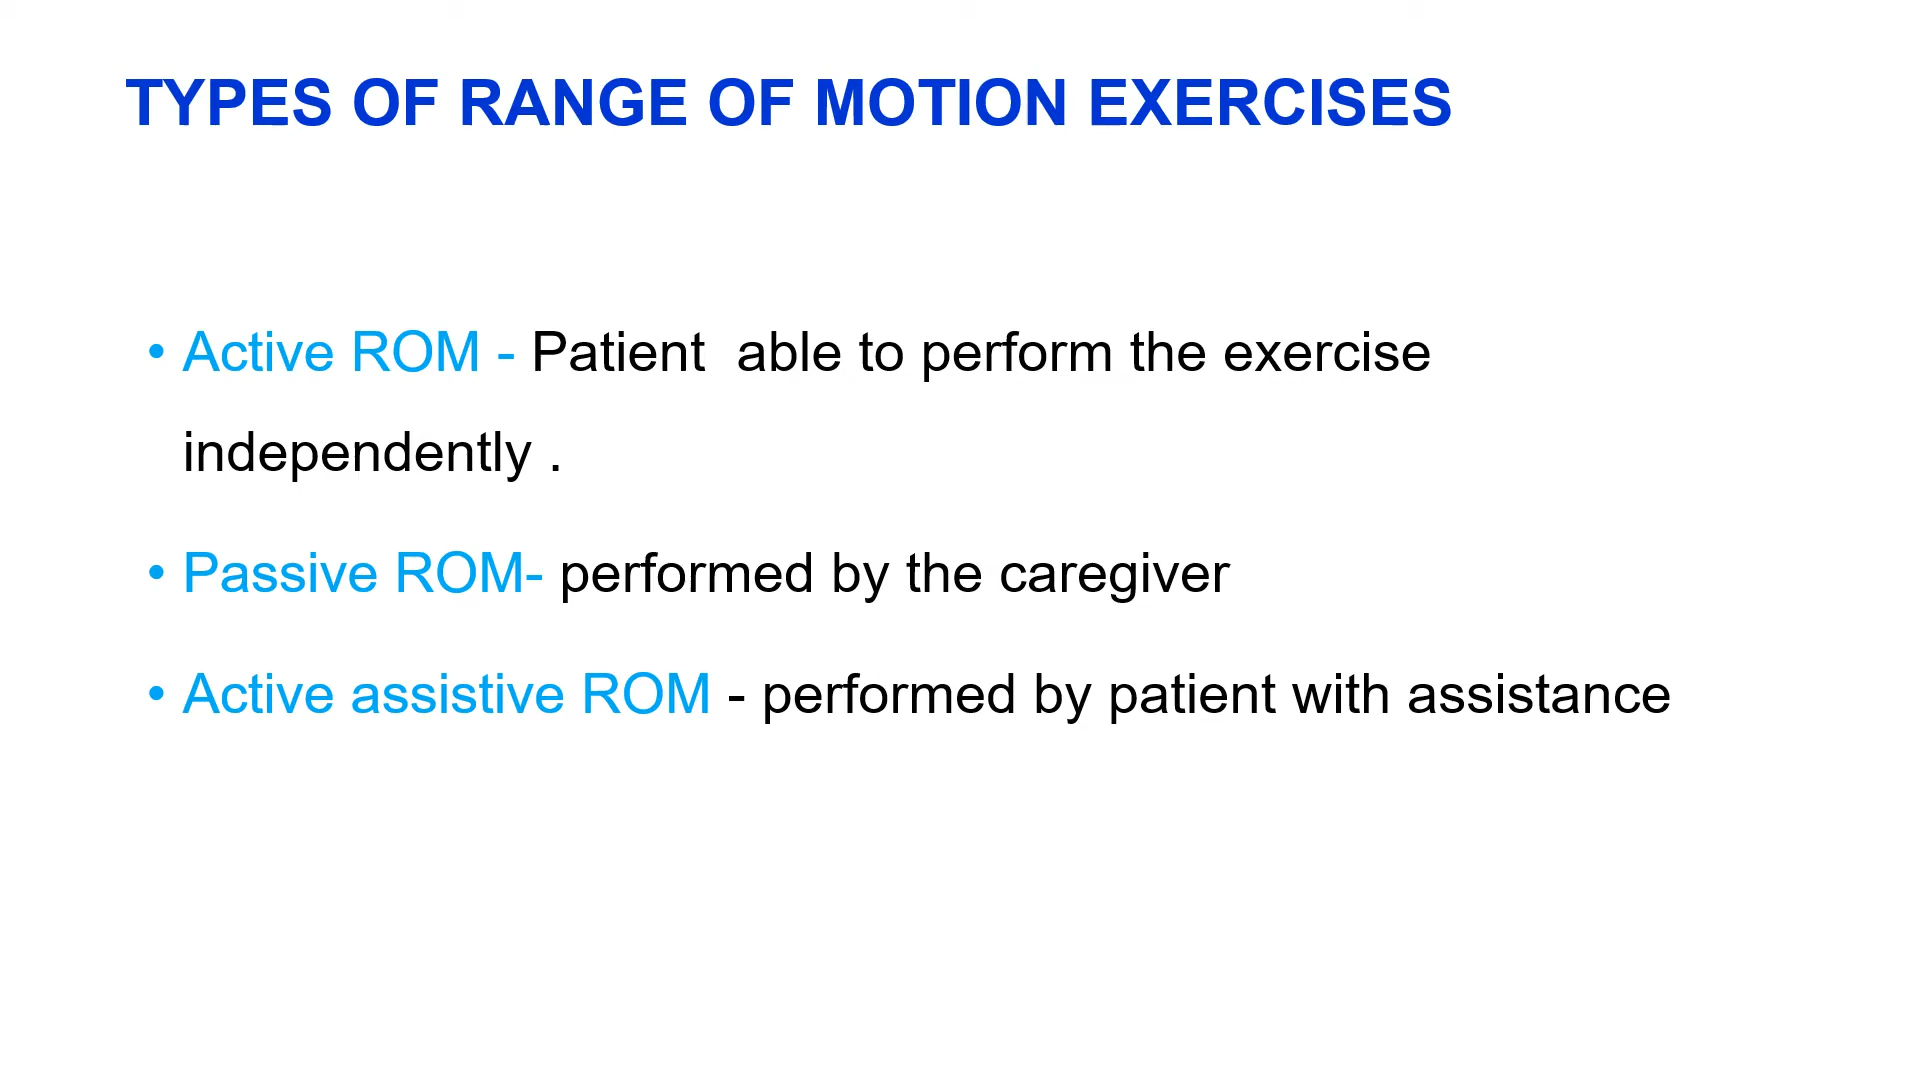 TYPES OF RANGE OF MOTION EXERCISES
• Active ROM - Patient  able to perform the exercise
independently .
• Passive ROM- performed by the caregiver
• Active assistive ROM - performed by patient with assistance